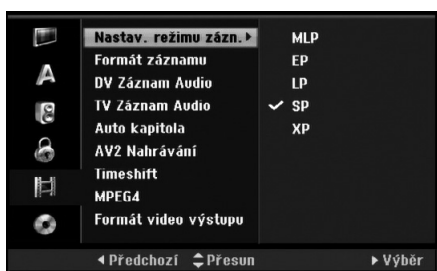 Nastav. režimu zázn. ▶ MLP
Formát záznamu EP
DV Záznam Audio LP
TV Záznam Audio ✓ SP
Auto kapitola XP
AV2 Nahrávání
Timeshift
MPEG4
Formát video výstupu
◀ Předchozí Přesun ▶ Výběr